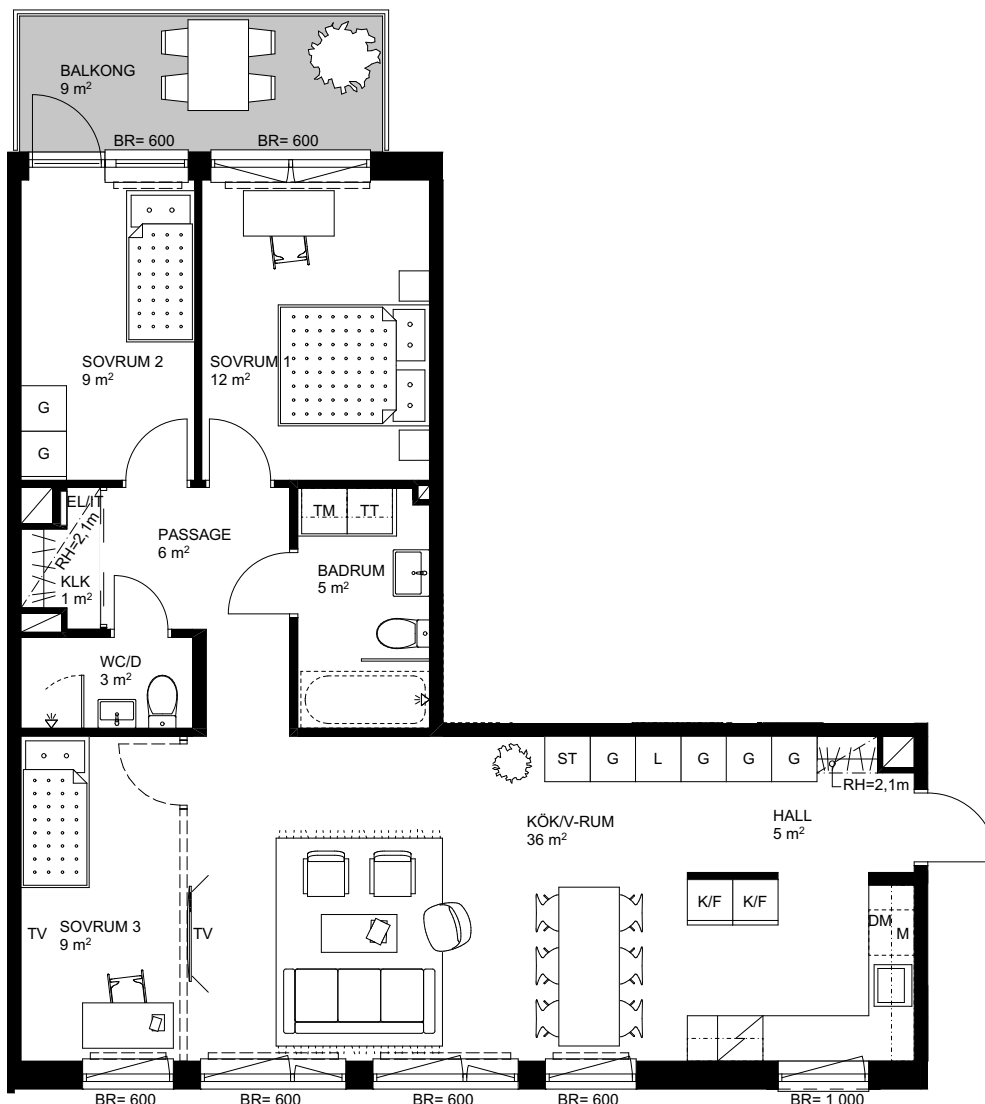 BALKONG
9 m²
BR= 600
BR= 600
SOVRUM 2
9 m²
SOVRUM 1
12 m²
G
G
EL/IT
RH=2,1m
KLK
1 m²
PASSAGE
6 m²
TM
TT
BADRUM
5 m²
WC/D
3 m²
ST
G
L
G
G
G
RH=2,1m
KÖK/V-RUM
36 m²
HALL
5 m²
K/F
K/F
DM
M
TV
SOVRUM 3
9 m²
TV
BR= 600
BR= 600
BR= 600
BR= 600
BR= 1 000